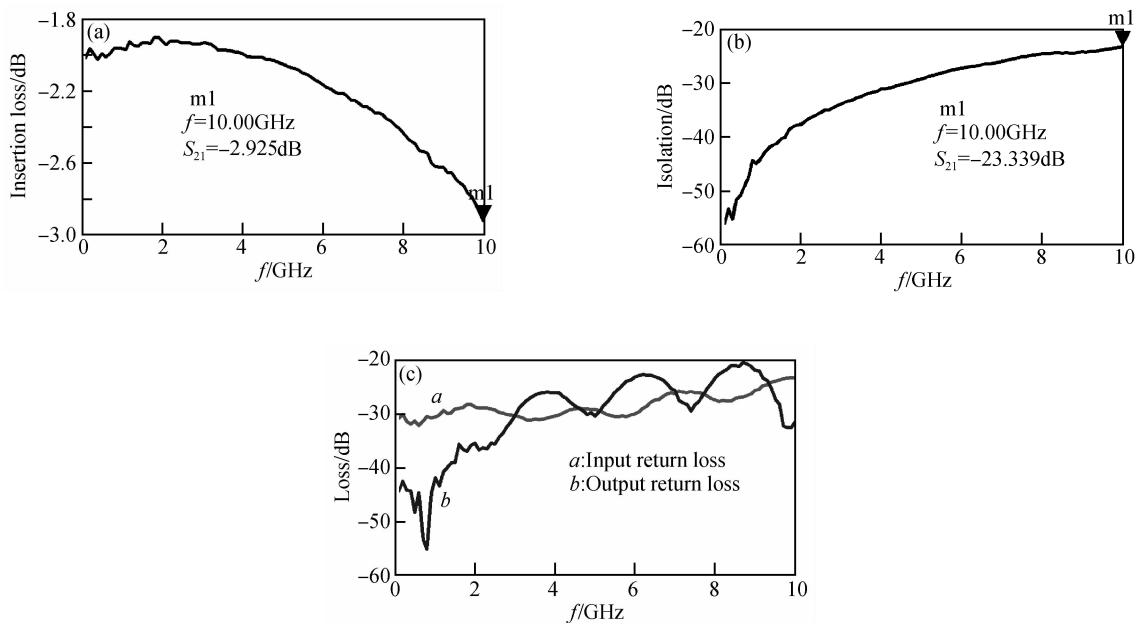 (a)
−1.8
−2.2
−2.6
−3.0
Insertion loss/dB
m1
f=10.00GHz
S21=−2.925dB
m1
0 2 4 6 8 10
f/GHz
(b)
m1
−20
−30
−40
−50
−60
Isolation/dB
m1
f=10.00GHz
S21=−23.339dB
0 2 4 6 8 10
f/GHz
(c)
−20
−30
−40
−50
−60
Loss/dB
a
b
a:Input return loss
b:Output return loss
0 2 4 6 8 10
f/GHz